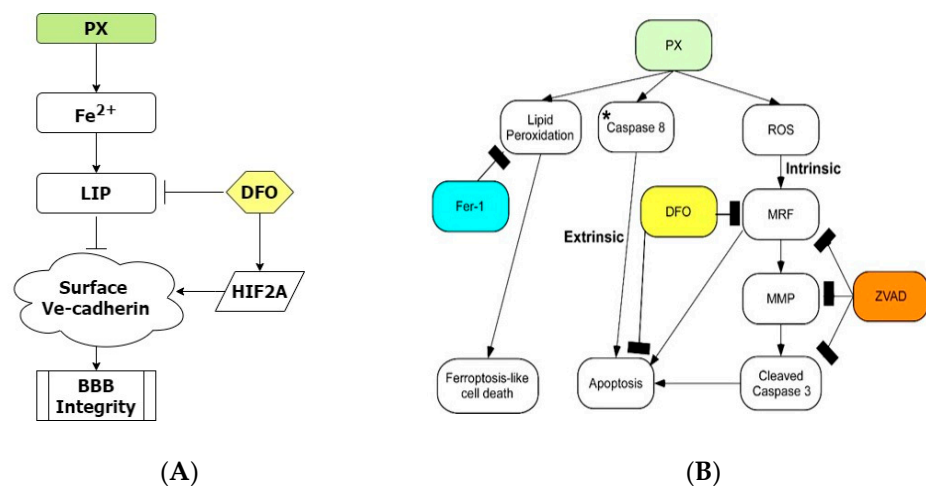 PX
Fe2+
LIP
DFO
HIF2A
Surface
Ve-cadherin
BBB
Integrity
(A)
PX
Lipid
Peroxidation
* Caspase 8
ROS
Intrinsic
Fer-1
DFO
MRF
Extrinsic
MMP
ZVAD
Ferroptosis-like
cell death
Apoptosis
Cleaved
Caspase 3
(B)